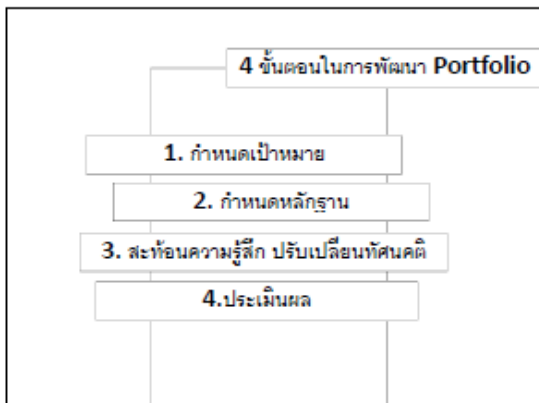 4 ขั้นตอนในการพัฒนา Portfolio
1. กำหนดเป้าหมาย
2. กำหนดหลักฐาน
3. สะท้อนความรู้สึก ปรับเปลี่ยนทัศนคติ
4.ประเมินผล